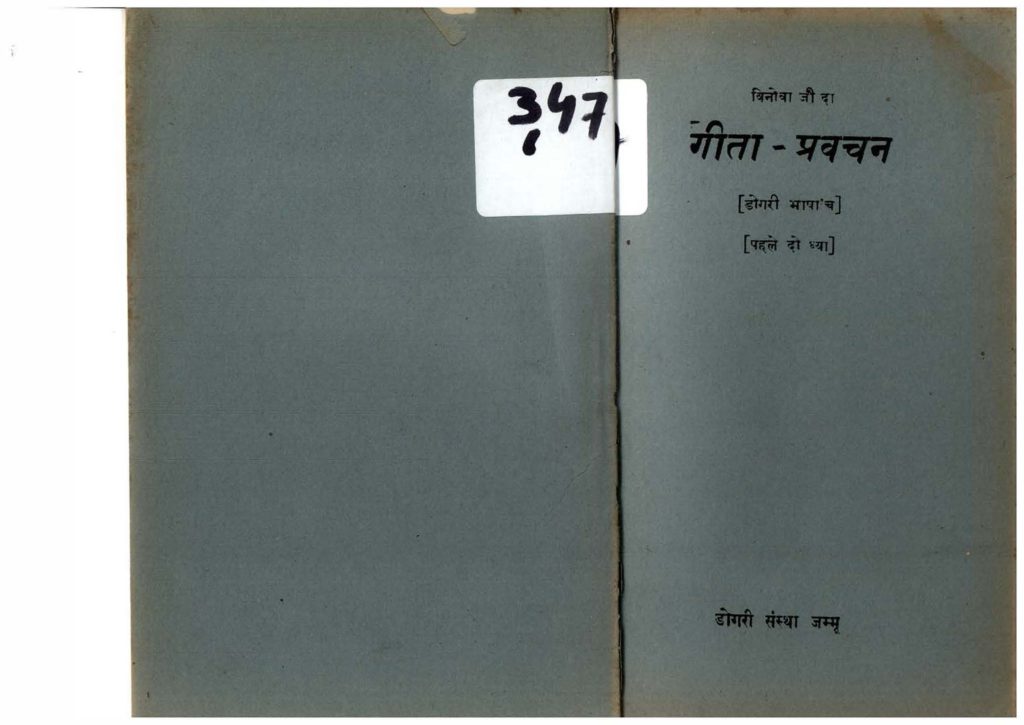 347
विनोवा जी दा
गीता - प्रवचन
[डोगरी भाषा'च]
[पहले दो ध्या]
डोगरी संस्था जम्मू